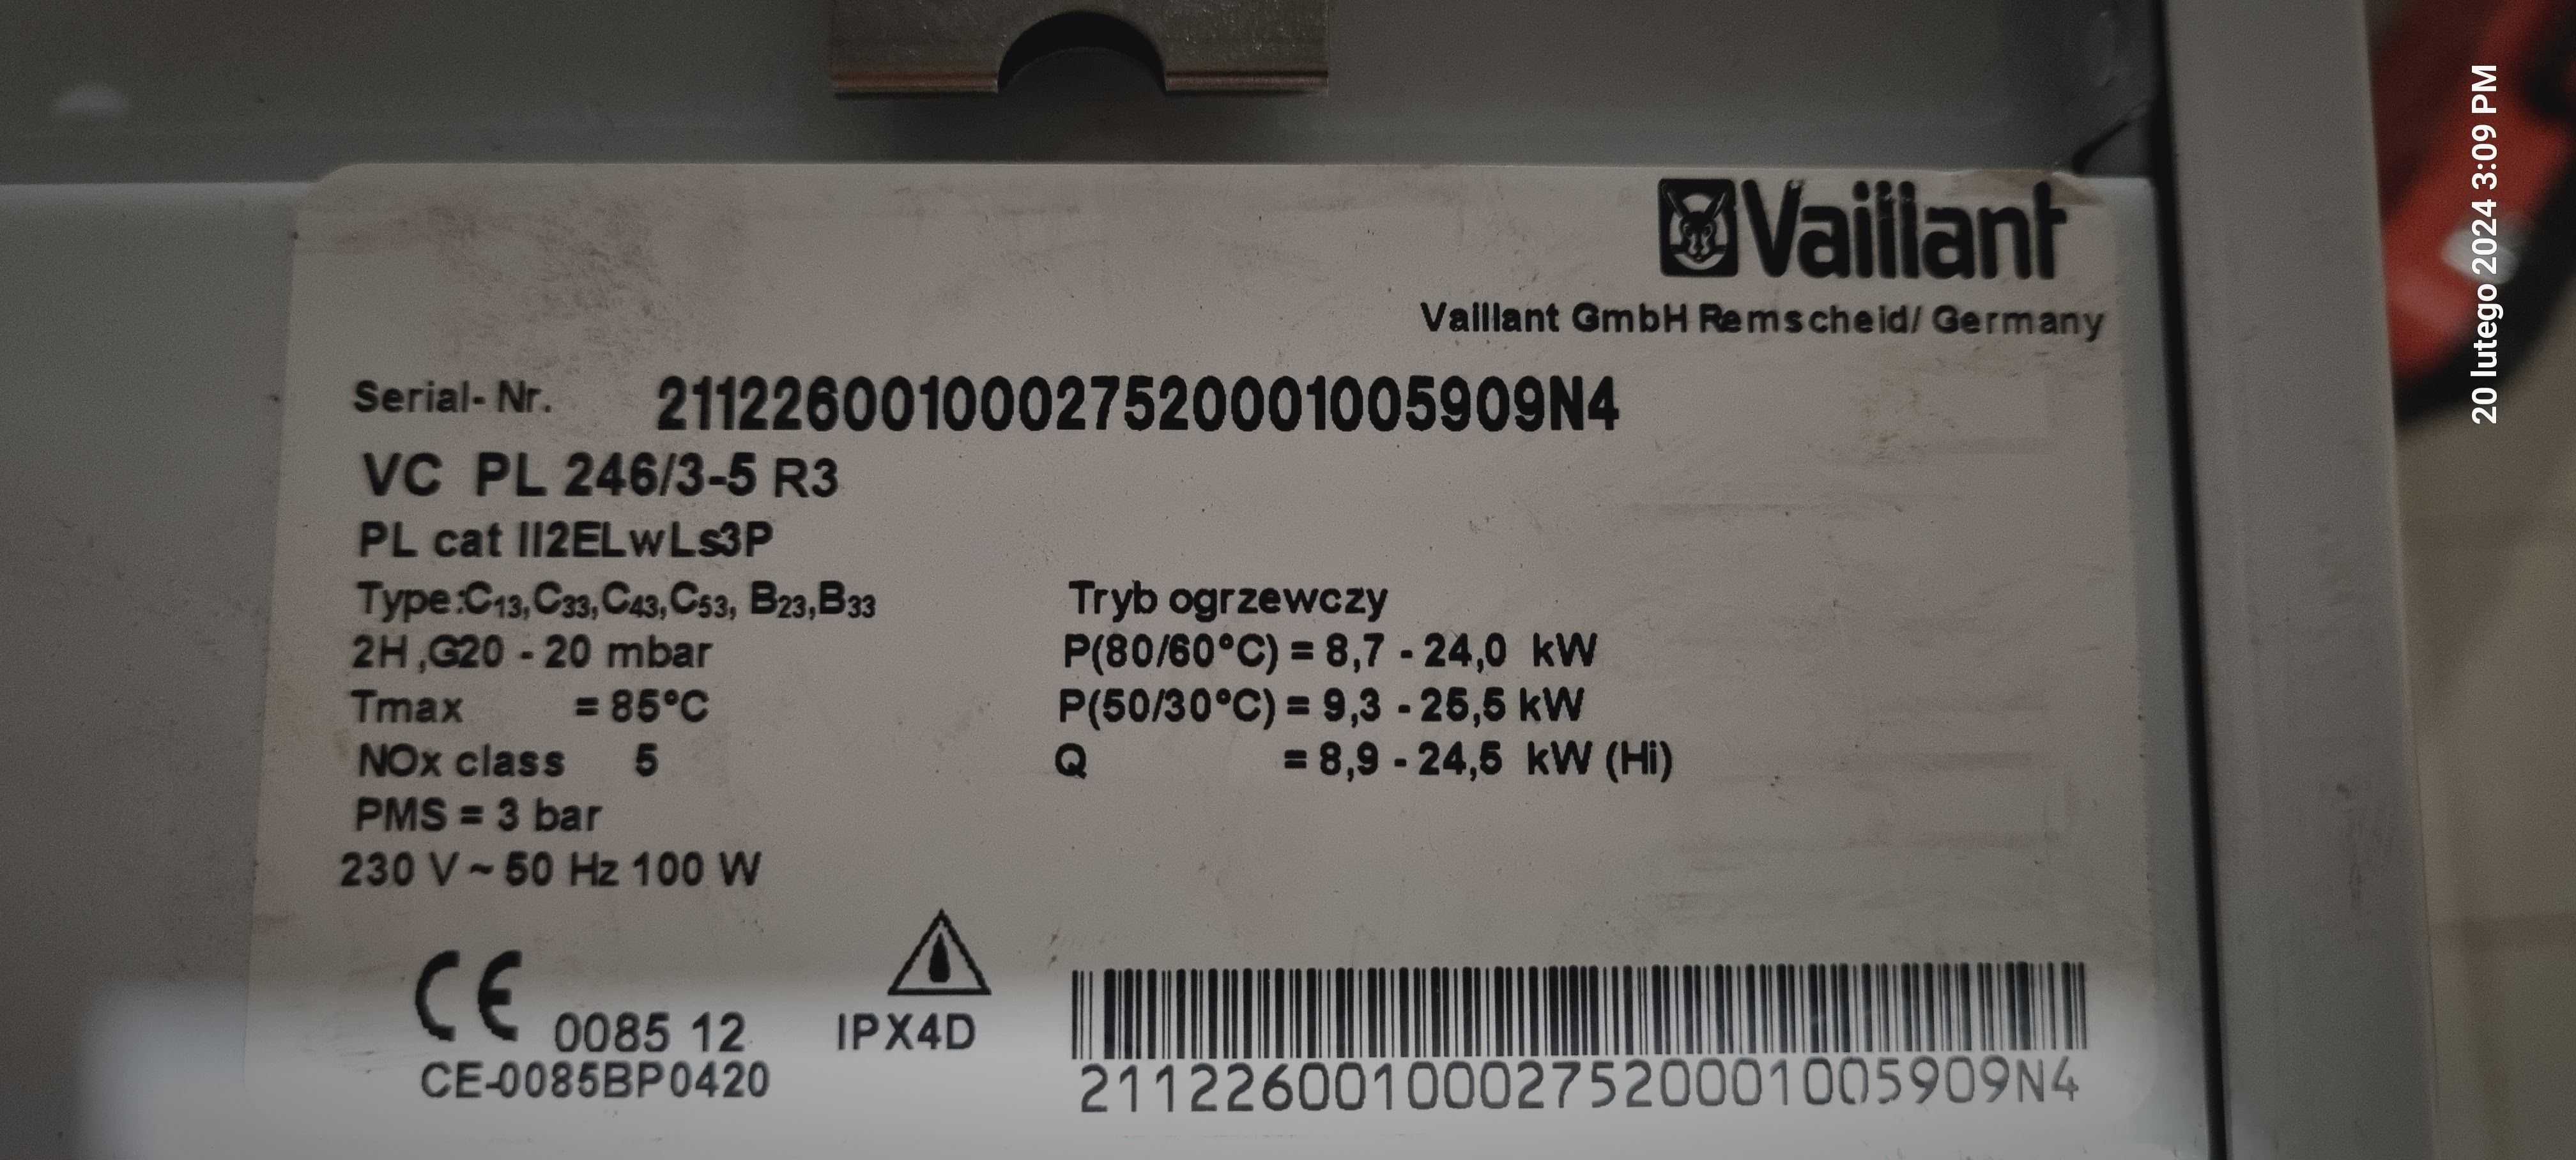 Vaillant
Vaillant GmbH Remscheid/ Germany
Serial- Nr. 21122600100027520001005909N4
VC PL 246/3-5 R3
PL cat II2ELwLs3P
Type:C13,C33,C43,C53, B23,B33
2H ,G20 - 20 mbar
Tmax = 85°C
NOx class 5
PMS = 3 bar
230 V ~ 50 Hz 100 W
Tryb ogrzewczy
P(80/60°C) = 8,7 - 24,0 kW
P(50/30°C) = 9,3 - 25,5 kW
Q = 8,9 - 24,5 kW (Hi)
CE 0085 12
CE-0085BP0420
IPX4D
21122600100027520001005909N4
20 lutego 2024 3:09 PM